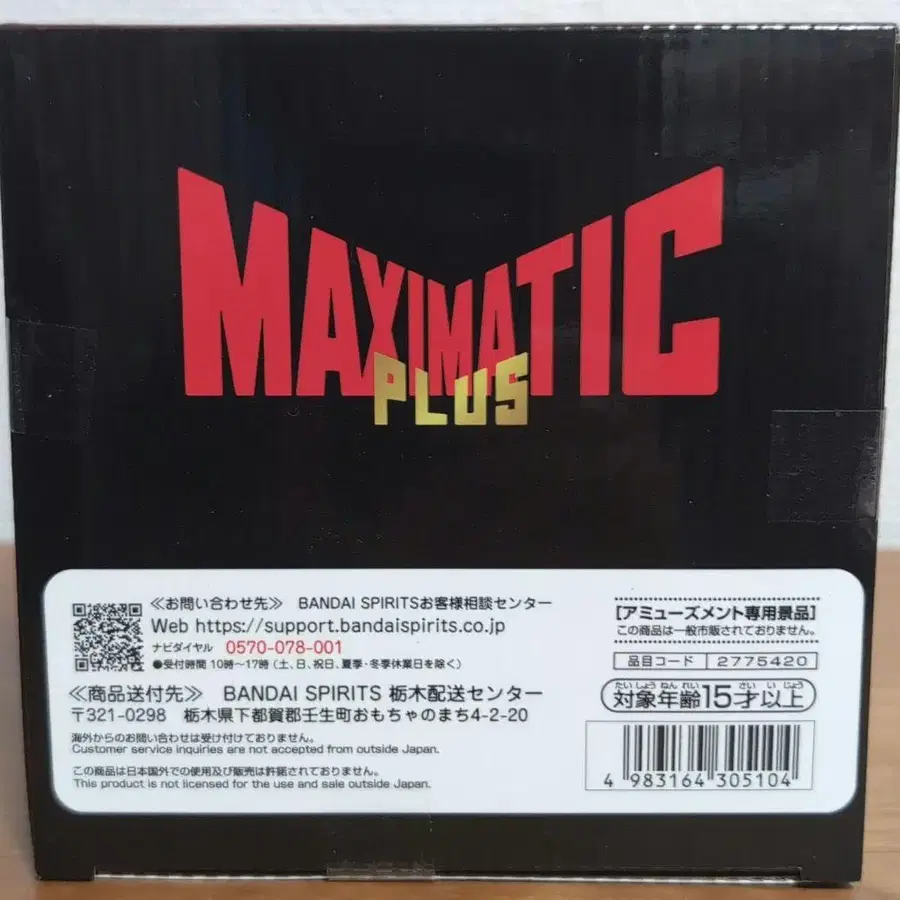 MAXIMATIC
PLUS
≪お問い合わせ先≫ BANDAI SPIRITSお客様相談センター
Web https://support.bandaispirits.co.jp
ナビダイヤル 0570-078-001
●受付時間 10時~17時 (土、日、祝日、夏季・冬季休業日を除く)
≪商品送付先≫ BANDAI SPIRITS 栃木配送センター
〒321-0298 栃木県下都賀郡壬生町おもちゃのまち4-2-20
海外からのお問い合わせは受け付けておりません。
Customer service inquiries are not accepted from outside Japan.
この商品は日本国外での使用及び販売は許諾されておりません。
This product is not licensed for the use and sale outside Japan.
【アミューズメント専用景品】
この商品は一般市販されておりません。
品目コード 2775420
たいしょうねんれい さいいじょう
対象年齢15才以上
4 983164 305104